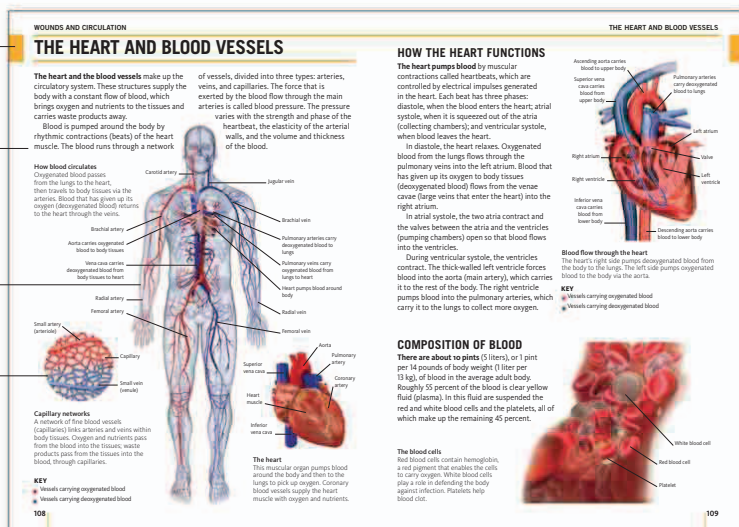 WOUNDS AND CIRCULATION
THE HEART AND BLOOD VESSELS
The heart and the blood vessels make up the
circulatory system. These structures supply the
body with a constant flow of blood, which
brings oxygen and nutrients to the tissues and
carries waste products away.
Blood is pumped around the body by
rhythmic contractions (beats) of the heart
muscle. The blood runs through a network
of vessels, divided into three types: arteries,
veins, and capillaries. The force that is
exerted by the blood flow through the main
arteries is called blood pressure. The pressure
varies with the strength and phase of the
heartbeat, the elasticity of the arterial
walls, and the volume and thickness
of the blood.
How blood circulates
Oxygenated blood passes
from the lungs to the heart,
then travels to body tissues via the
arteries. Blood that has given up its
oxygen (deoxygenated blood) returns
to the heart through the veins.
Carotid artery
Jugular vein
Brachial artery
Aorta carries oxygenated
blood to body tissues
Vena cava carries
deoxygenated blood from
body tissues to heart
Radial artery
Femoral artery
Brachial vein
Pulmonary arteries carry
deoxygenated blood to
lungs
Pulmonary veins carry
oxygenated blood from
lungs to heart
Heart pumps blood around
body
Radial vein
Femoral vein
Small artery
(arteriole)
Capillary
Small vein
(venule)
Capillary networks
A network of fine blood vessels
(capillaries) links arteries and veins within
body tissues. Oxygen and nutrients pass
from the blood into the tissues; waste
products pass from the tissues into the
blood, through capillaries.
KEY
Vessels carrying oxygenated blood
Vessels carrying deoxygenated blood
108
Aorta
Pulmonary
artery
Coronary
artery
Superior
vena cava
Heart
muscle
Inferior
vena cava
The heart
This muscular organ pumps blood
around the body and then to the
lungs to pick up oxygen. Coronary
blood vessels supply the heart
muscle with oxygen and nutrients.
THE HEART AND BLOOD VESSELS
HOW THE HEART FUNCTIONS
The heart pumps blood by muscular
contractions called heartbeats, which are
controlled by electrical impulses generated
in the heart. Each beat has three phases:
diastole, when the blood enters the heart; atrial
systole, when it is squeezed out of the atria
(collecting chambers); and ventricular systole,
when blood leaves the heart.
In diastole, the heart relaxes. Oxygenated
blood from the lungs flows through the
pulmonary veins into the left atrium. Blood that
has given up its oxygen to body tissues
(deoxygenated blood) flows from the venae
cavae (large veins that enter the heart) into the
right atrium.
In atrial systole, the two atria contract and
the valves between the atria and the ventricles
(pumping chambers) open so that blood flows
into the ventricles.
During ventricular systole, the ventricles
contract. The thick-walled left ventricle forces
blood into the aorta (main artery), which carries
it to the rest of the body. The right ventricle
pumps blood into the pulmonary arteries, which
carry it to the lungs to collect more oxygen.
Ascending aorta carries
blood to upper body
Superior vena
cava carries
blood from
upper body
Pulmonary arteries
carry deoxygenated
blood to lungs
Left atrium
Right atrium
Valve
Right ventricle
Left
ventricle
Inferior vena
cava carries
blood from
lower body
Descending aorta carries
blood to lower body
Blood flow through the heart
The heart's right side pumps deoxygenated blood from
the body to the lungs. The left side pumps oxygenated
blood to the body via the aorta.
KEY
Vessels carrying oxygenated blood
Vessels carrying deoxygenated blood
COMPOSITION OF BLOOD
There are about 10 pints (5 liters), or 1 pint
per 14 pounds of body weight (1 liter per
13 kg), of blood in the average adult body.
Roughly 55 percent of the blood is clear yellow
fluid (plasma). In this fluid are suspended the
red and white blood cells and the platelets, all of
which make up the remaining 45 percent.
The blood cells
Red blood cells contain hemoglobin,
a red pigment that enables the cells
to carry oxygen. White blood cells
play a role in defending the body
against infection. Platelets help
blood clot.
White blood cell
Red blood cell
Platelet
109